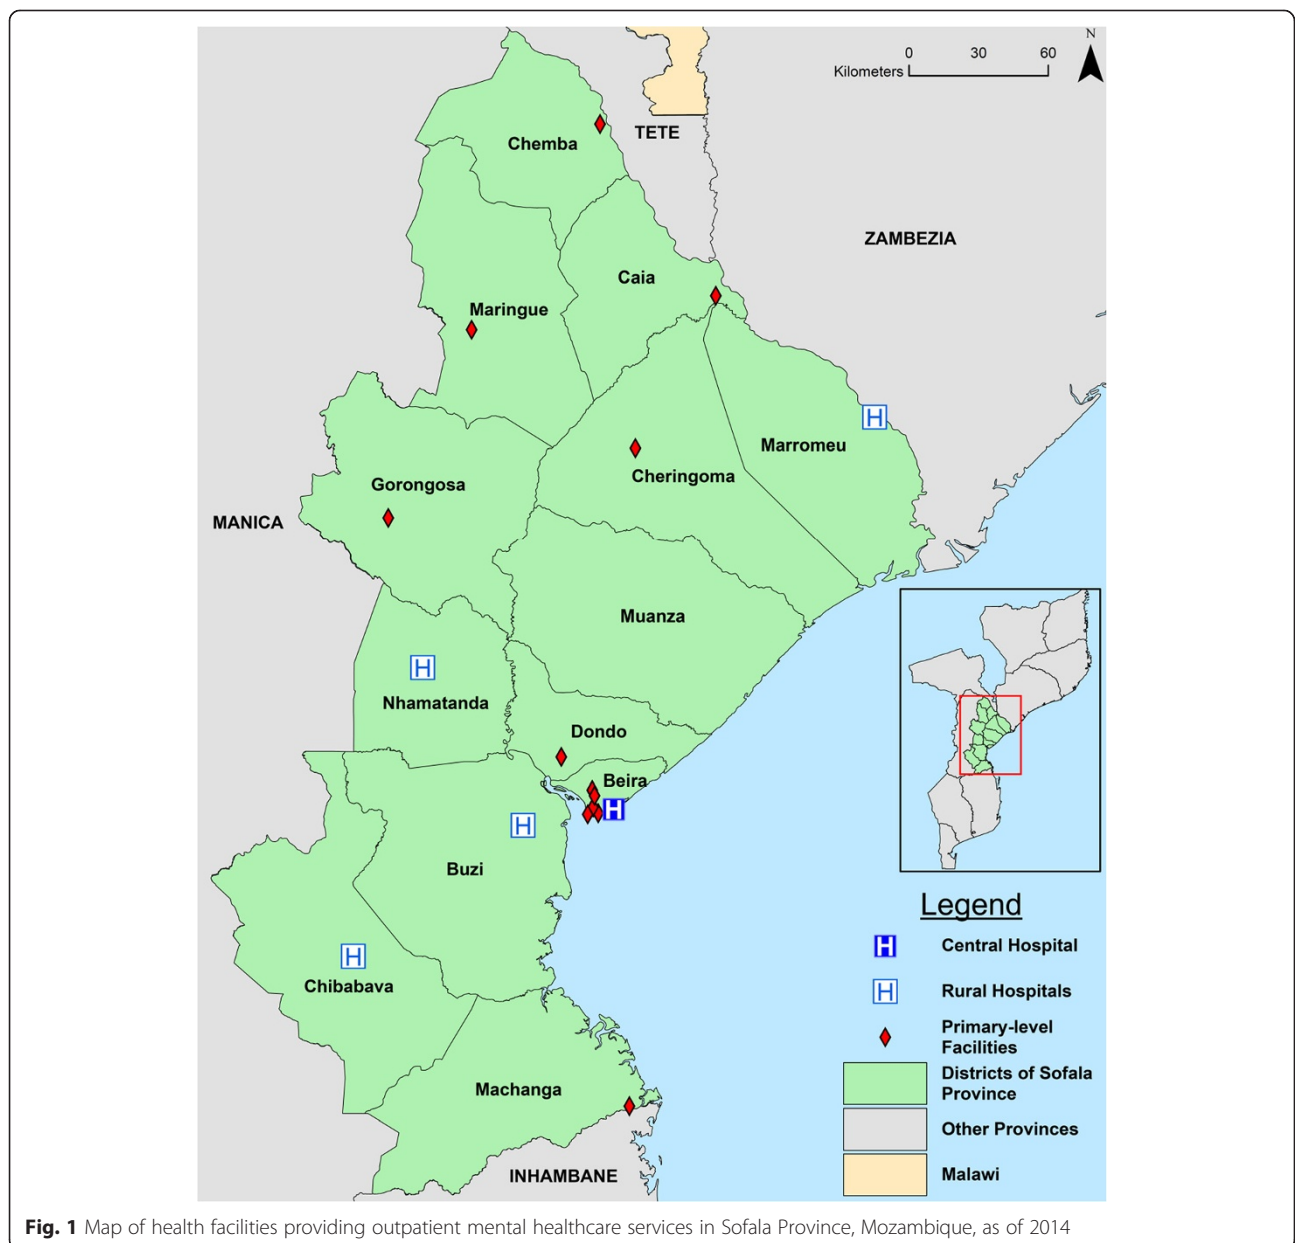 N
0 30 60
Kilometers
TETE
Chemba
ZAMBEZIA
Caia
Maringue
Marromeu
Cheringoma
Gorongosa
MANICA
Muanza
H
H
Nhamatanda
Dondo
Beira
H
H
Buzi
H
Chibabava
Machanga
INHAMBANE
Legend
H Central Hospital
H Rural Hospitals
Primary-level
Facilities
Districts of Sofala
Province
Other Provinces
Malawi
Fig. 1 Map of health facilities providing outpatient mental healthcare services in Sofala Province, Mozambique, as of 2014